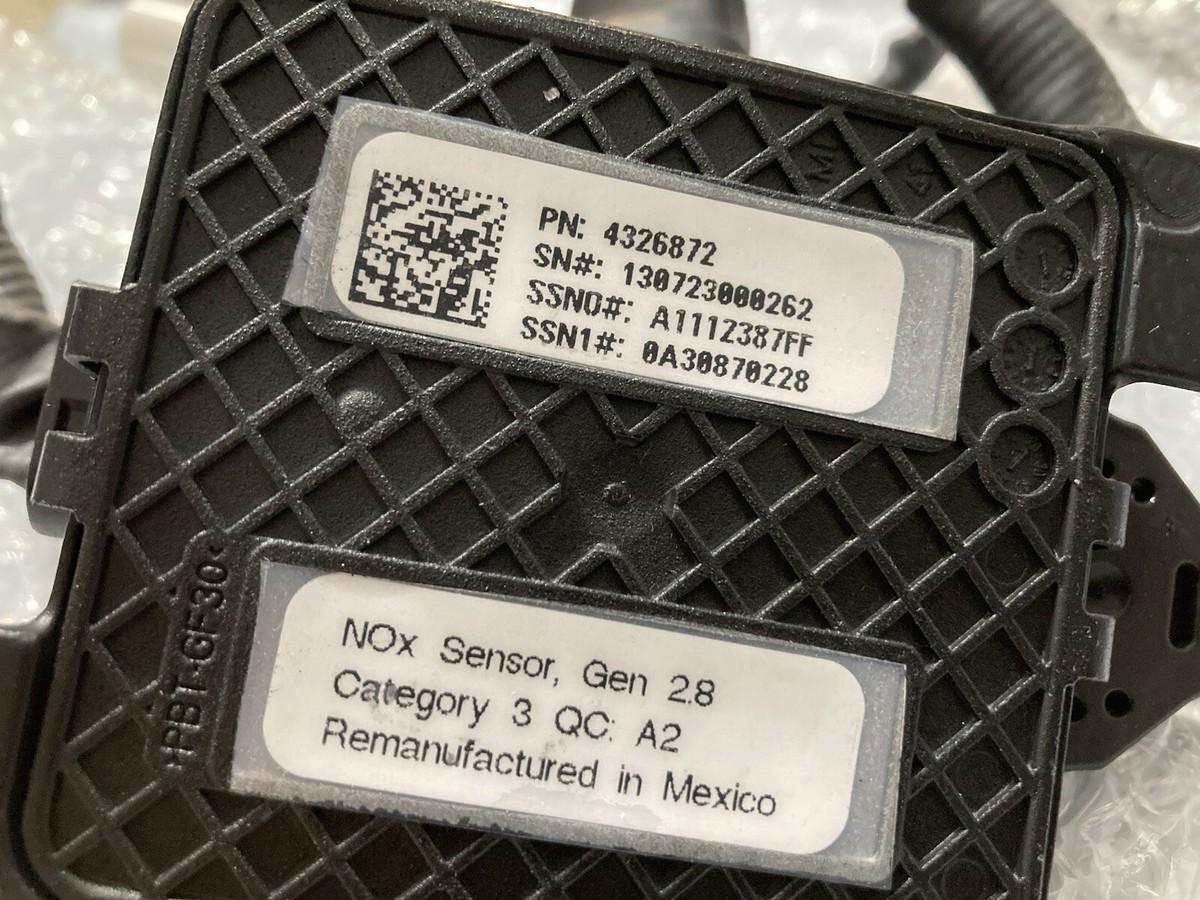 PN: 4326872
SN#: 130723000262
SSN0#: A1112387FF
SSN1#: 0A30870228
>PBT-GF30<
NOx Sensor, Gen 2.8
Category 3 QC: A2
Remanufactured in Mexico